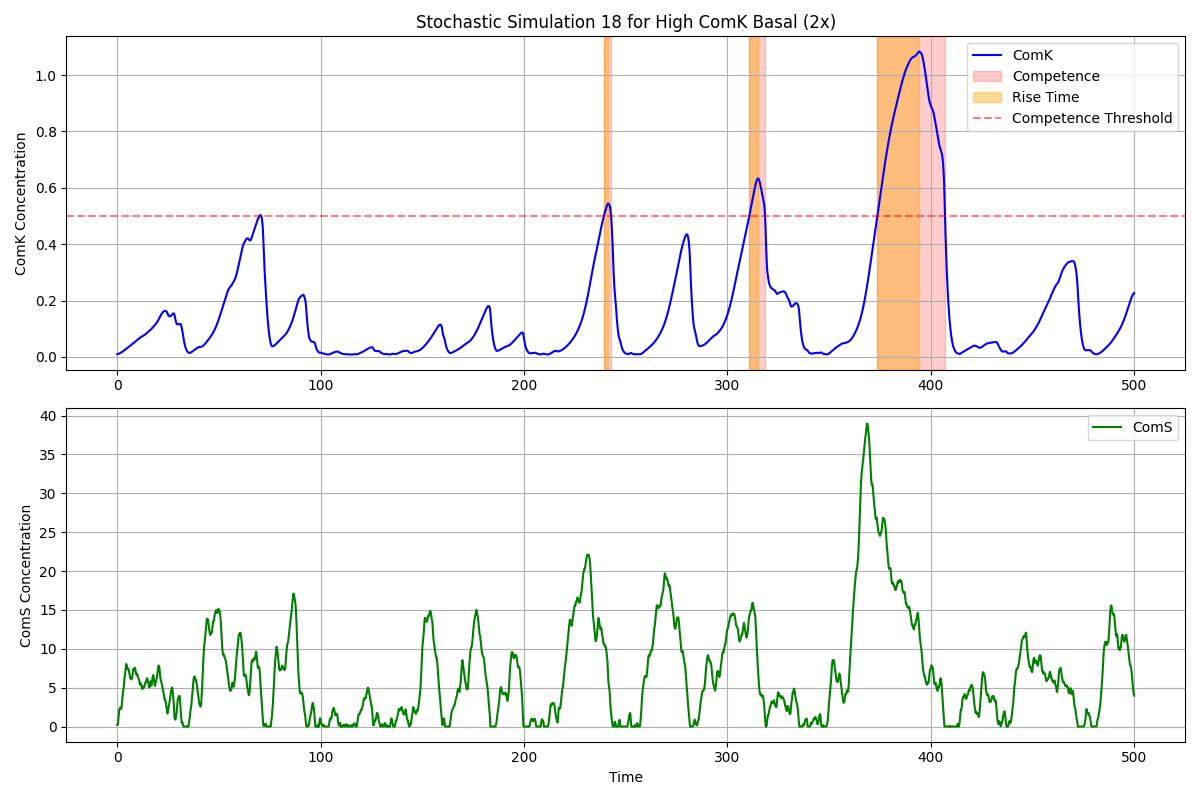 Stochastic Simulation 18 for High ComK Basal (2x)
ComK Concentration
1.0
0.8
0.6
0.4
0.2
0.0
ComK
Competence
Rise Time
Competence Threshold
0 100 200 300 400 500
ComS Concentration
40
35
30
25
20
15
10
5
0
ComS
0 100 200 300 400 500
Time